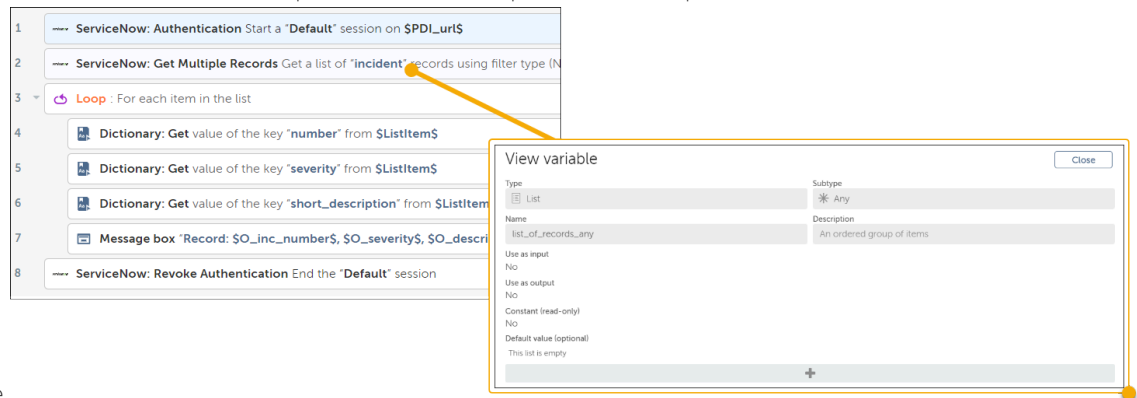 1 ServiceNow: Authentication Start a "Default" session on $PDI_url$
2 ServiceNow: Get Multiple Records Get a list of "incident" records using filter type (N
3 Loop : For each item in the list
4 Dictionary: Get value of the key "number" from $ListItem$
5 Dictionary: Get value of the key "severity" from $ListItem$
6 Dictionary: Get value of the key "short_description" from $ListItem
7 Message box "Record: $O_inc_number$, $O_severity$, $O_descri
8 ServiceNow: Revoke Authentication End the "Default" session
View variable Close
Type Subtype
List Any
Name Description
list_of_records_any An ordered group of items
Use as input
No
Use as output
No
Constant (read-only)
No
Default value (optional)
This list is empty
+